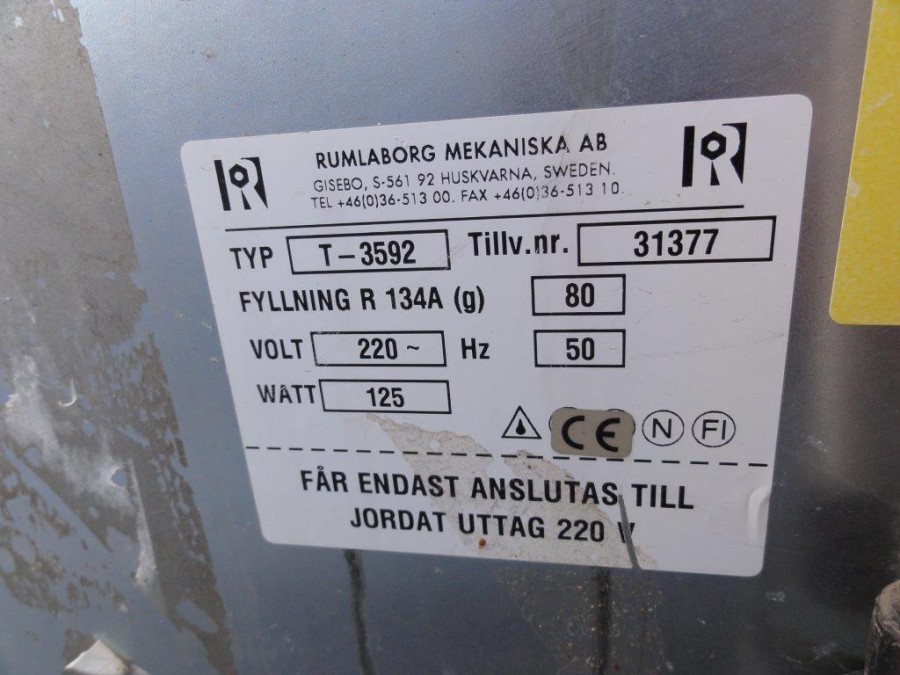 R RUMLABORG MEKANISKA AB R
GISEBO, S-561 92 HUSKVARNA, SWEDEN.
TEL +46(0)36-513 00. FAX +46(0)36-513 10.
TYP T-3592 Tillv.nr. 31377
FYLLNING R 134A (g) 80
VOLT 220 ~ Hz 50
WATT 125
CE N FI
FÅR ENDAST ANSLUTAS TILL
JORDAT UTTAG 220 V